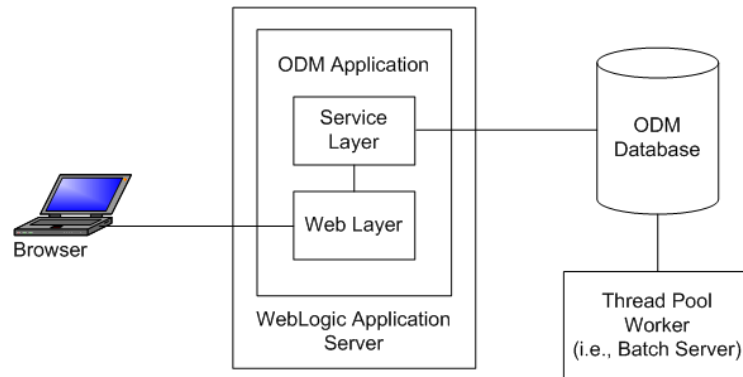 ODM Application
Service
Layer
Web Layer
WebLogic Application
Server
Browser
ODM
Database
Thread Pool
Worker
(i.e., Batch Server)